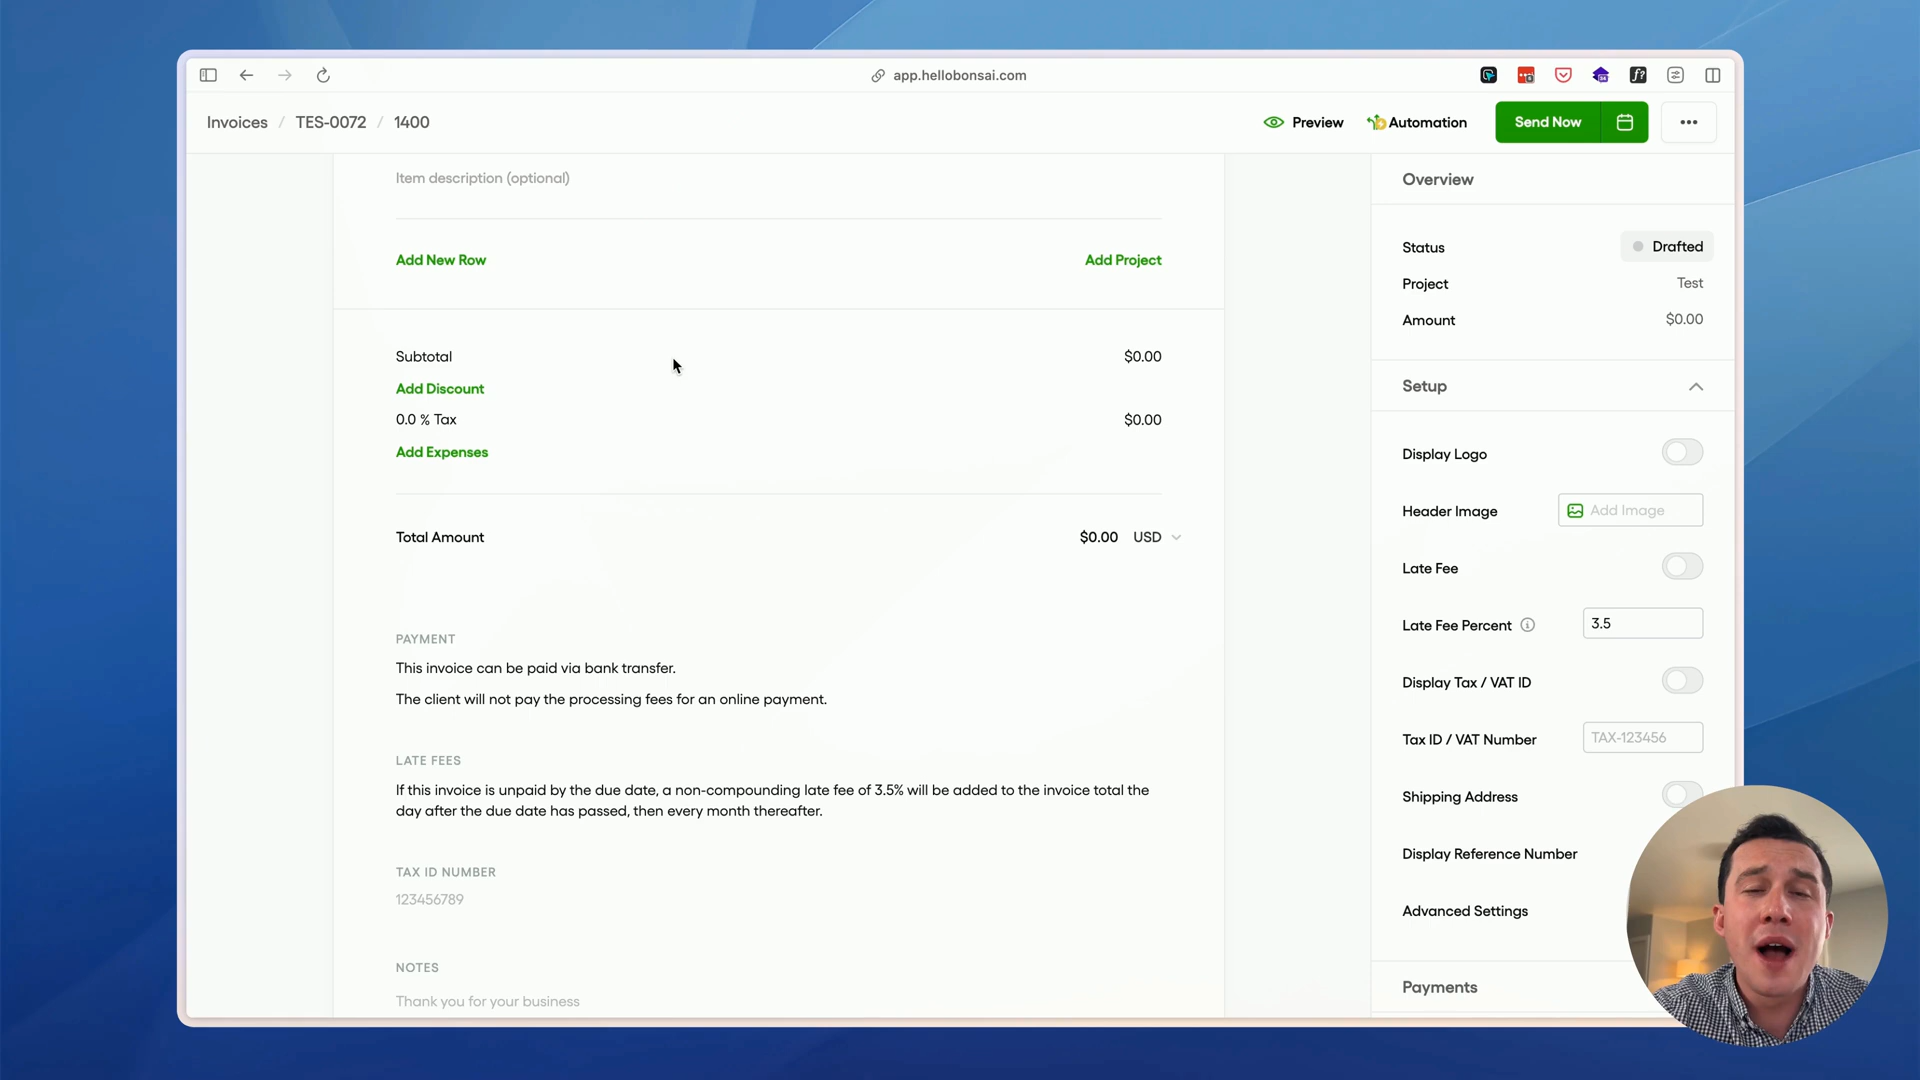 app.hellobonsai.com
Invoices / TES-0072 / 1400
Preview
Automation
Send Now
Item description (optional)
Add New Row
Add Project
Subtotal
$0.00
Add Discount
0.0 % Tax
$0.00
Add Expenses
Total Amount
$0.00 USD
PAYMENT
This invoice can be paid via bank transfer.
The client will not pay the processing fees for an online payment.
LATE FEES
If this invoice is unpaid by the due date, a non-compounding late fee of 3.5% will be added to the invoice total the
day after the due date has passed, then every month thereafter.
TAX ID NUMBER
123456789
NOTES
Thank you for your business
Overview
Status
Drafted
Project
Test
Amount
$0.00
Setup
Display Logo
Header Image
Add Image
Late Fee
Late Fee Percent
3.5
Display Tax / VAT ID
Tax ID / VAT Number
TAX-123456
Shipping Address
Display Reference Number
Advanced Settings
Payments